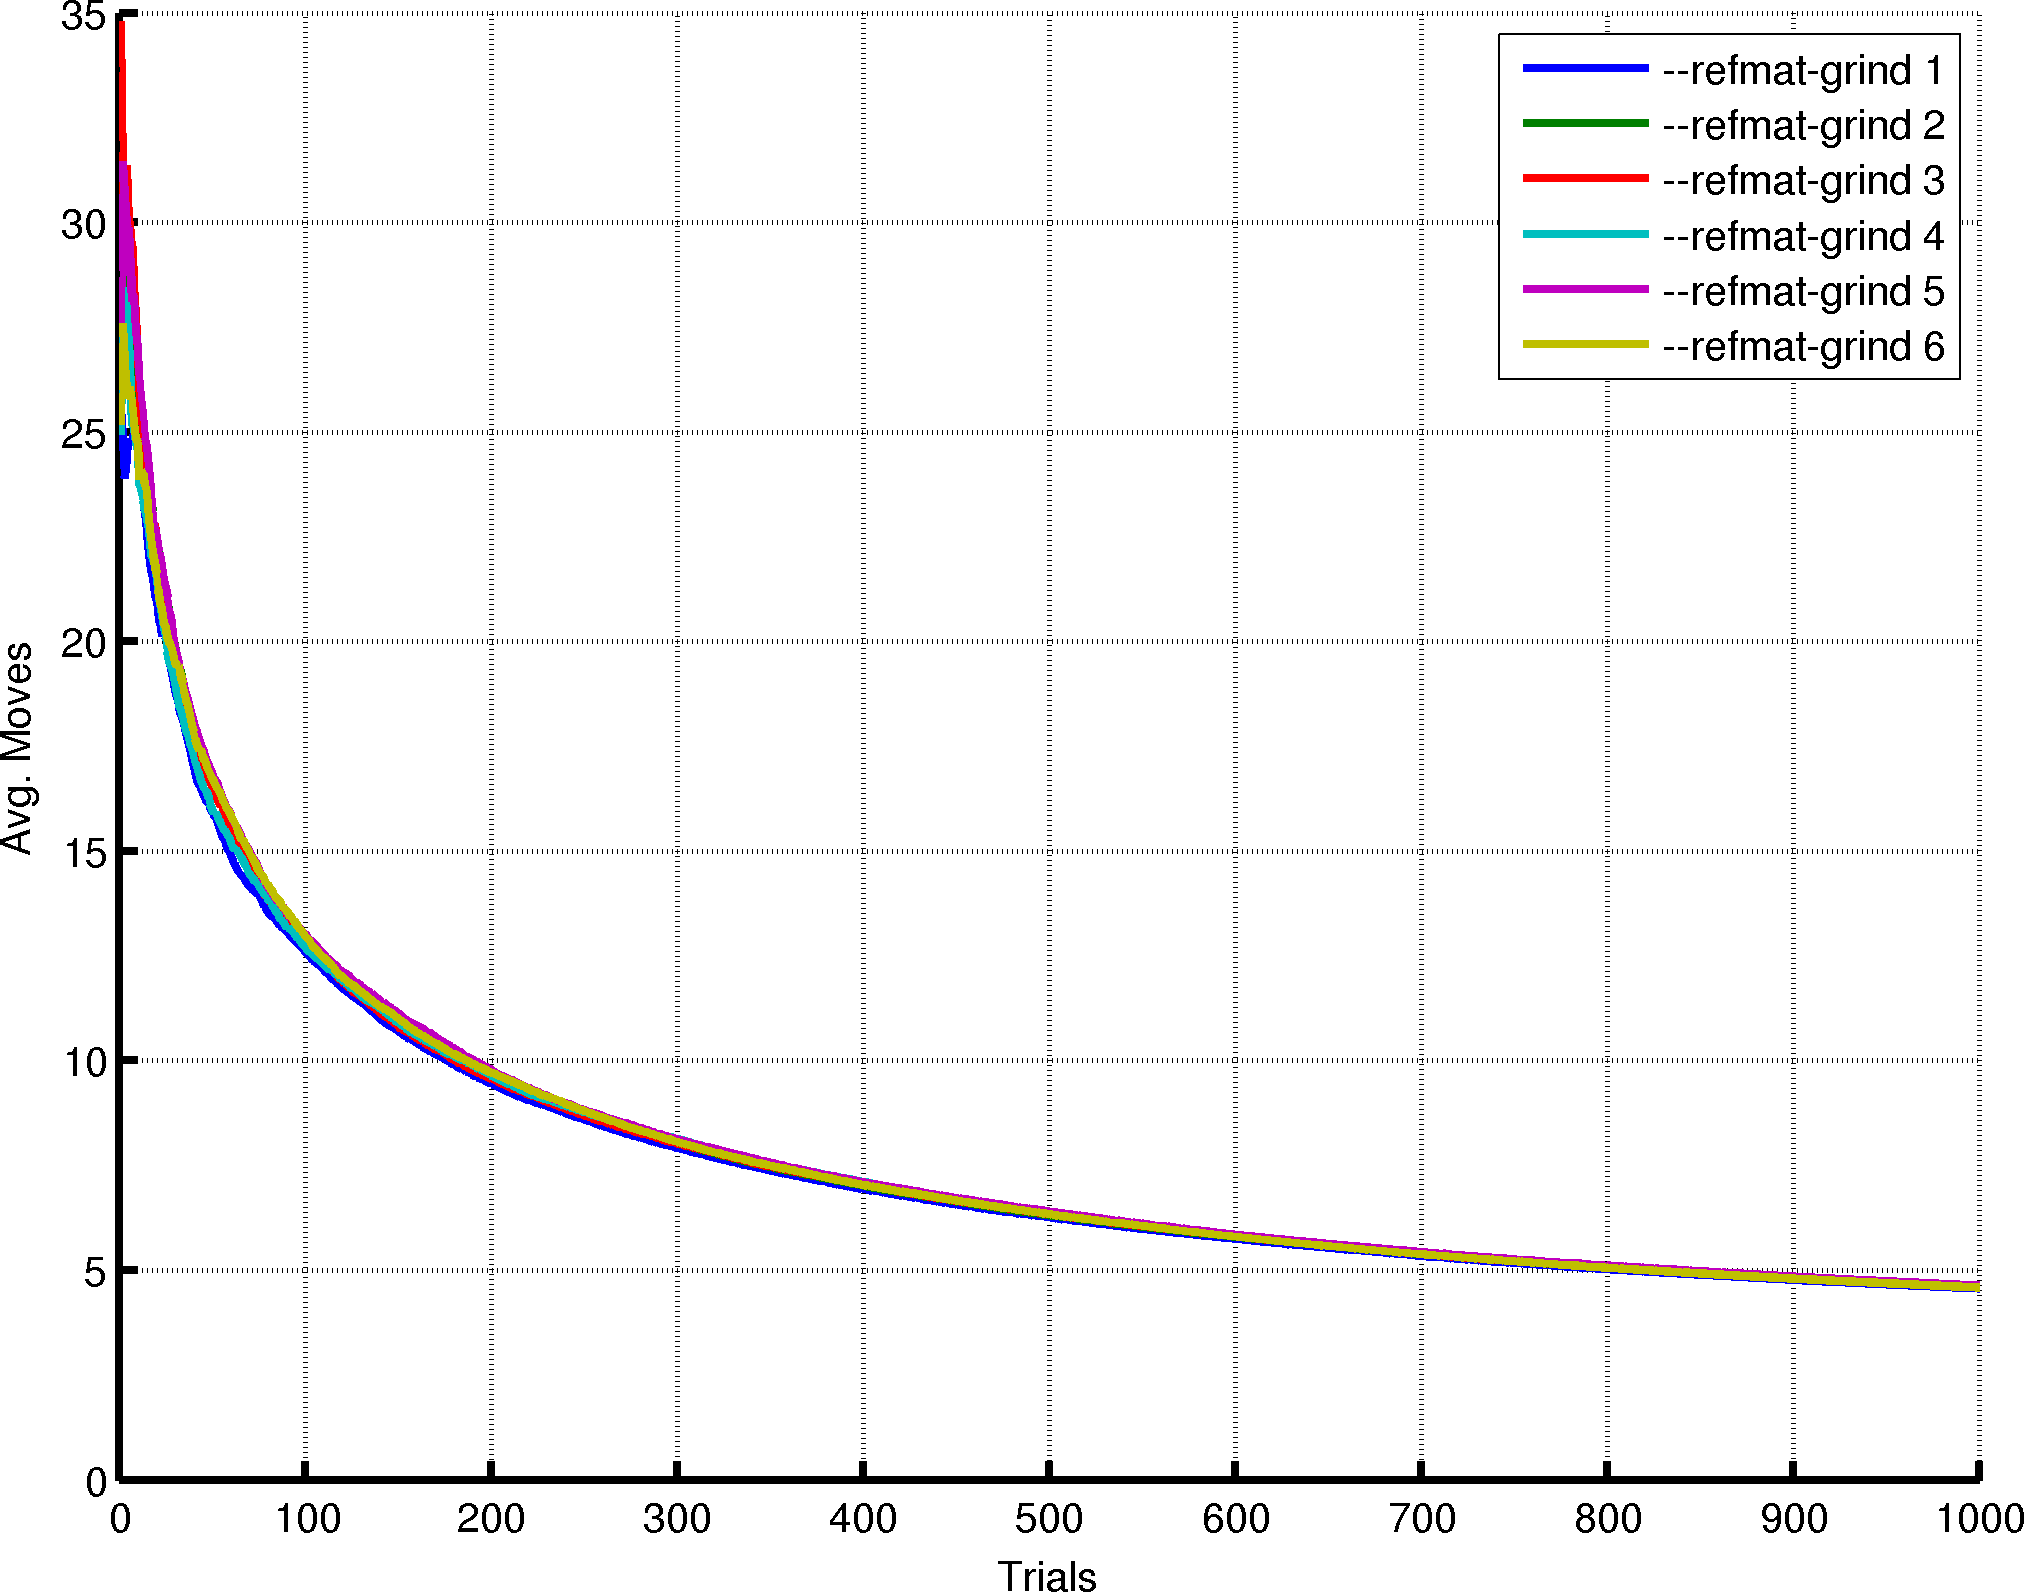 35
30
25
20
15
10
5
0
Avg. Moves
--refmat-grind 1
--refmat-grind 2
--refmat-grind 3
--refmat-grind 4
--refmat-grind 5
--refmat-grind 6
0 100 200 300 400 500 600 700 800 900 1000
Trials